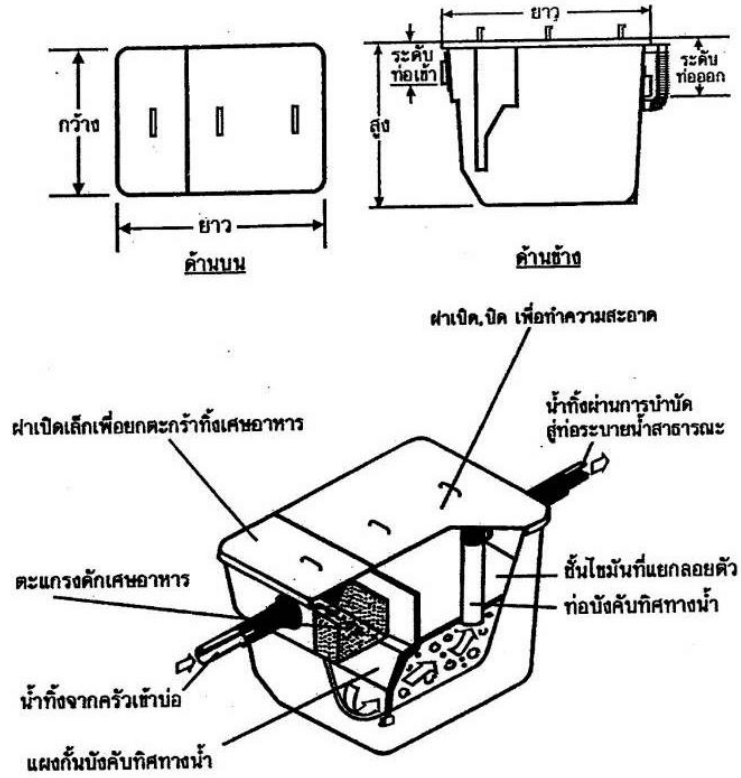 กว้าง
ยาว
ด้านบน
ยาว
ระดับ
ท่อเข้า
ระดับ
ท่อออก
สูง
ด้านข้าง
ฝาเปิด,ปิด เพื่อทำความสะอาด
ฝาเปิดเล็กเพื่อยกตะกร้าทิ้งเศษอาหาร
น้ำทิ้งผ่านการบำบัด
สู่ท่อระบายน้ำสาธารณะ
ตะแกรงดักเศษอาหาร
ชั้นไขมันที่แยกลอยตัว
ท่อบังคับทิศทางน้ำ
น้ำทิ้งจากครัวเข้าบ่อ
แผงกั้นบังคับทิศทางน้ำ